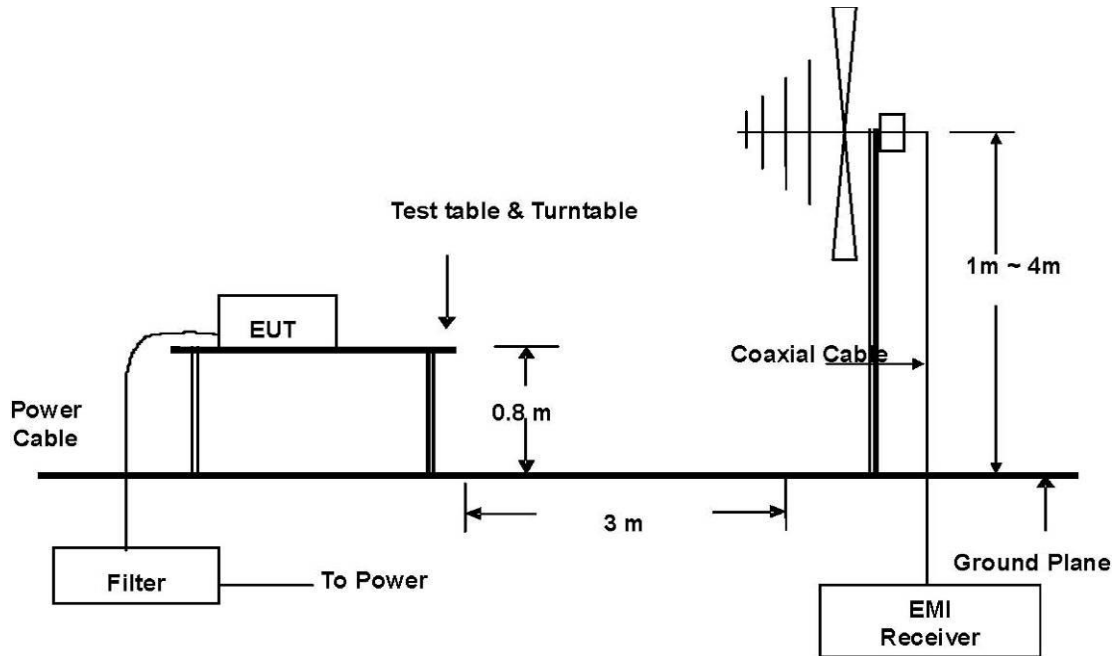 Test table & Turntable
1m ~ 4m
EUT
Coaxial Cable
0.8 m
Power
Cable
3 m
Ground Plane
Filter
To Power
EMI
Receiver